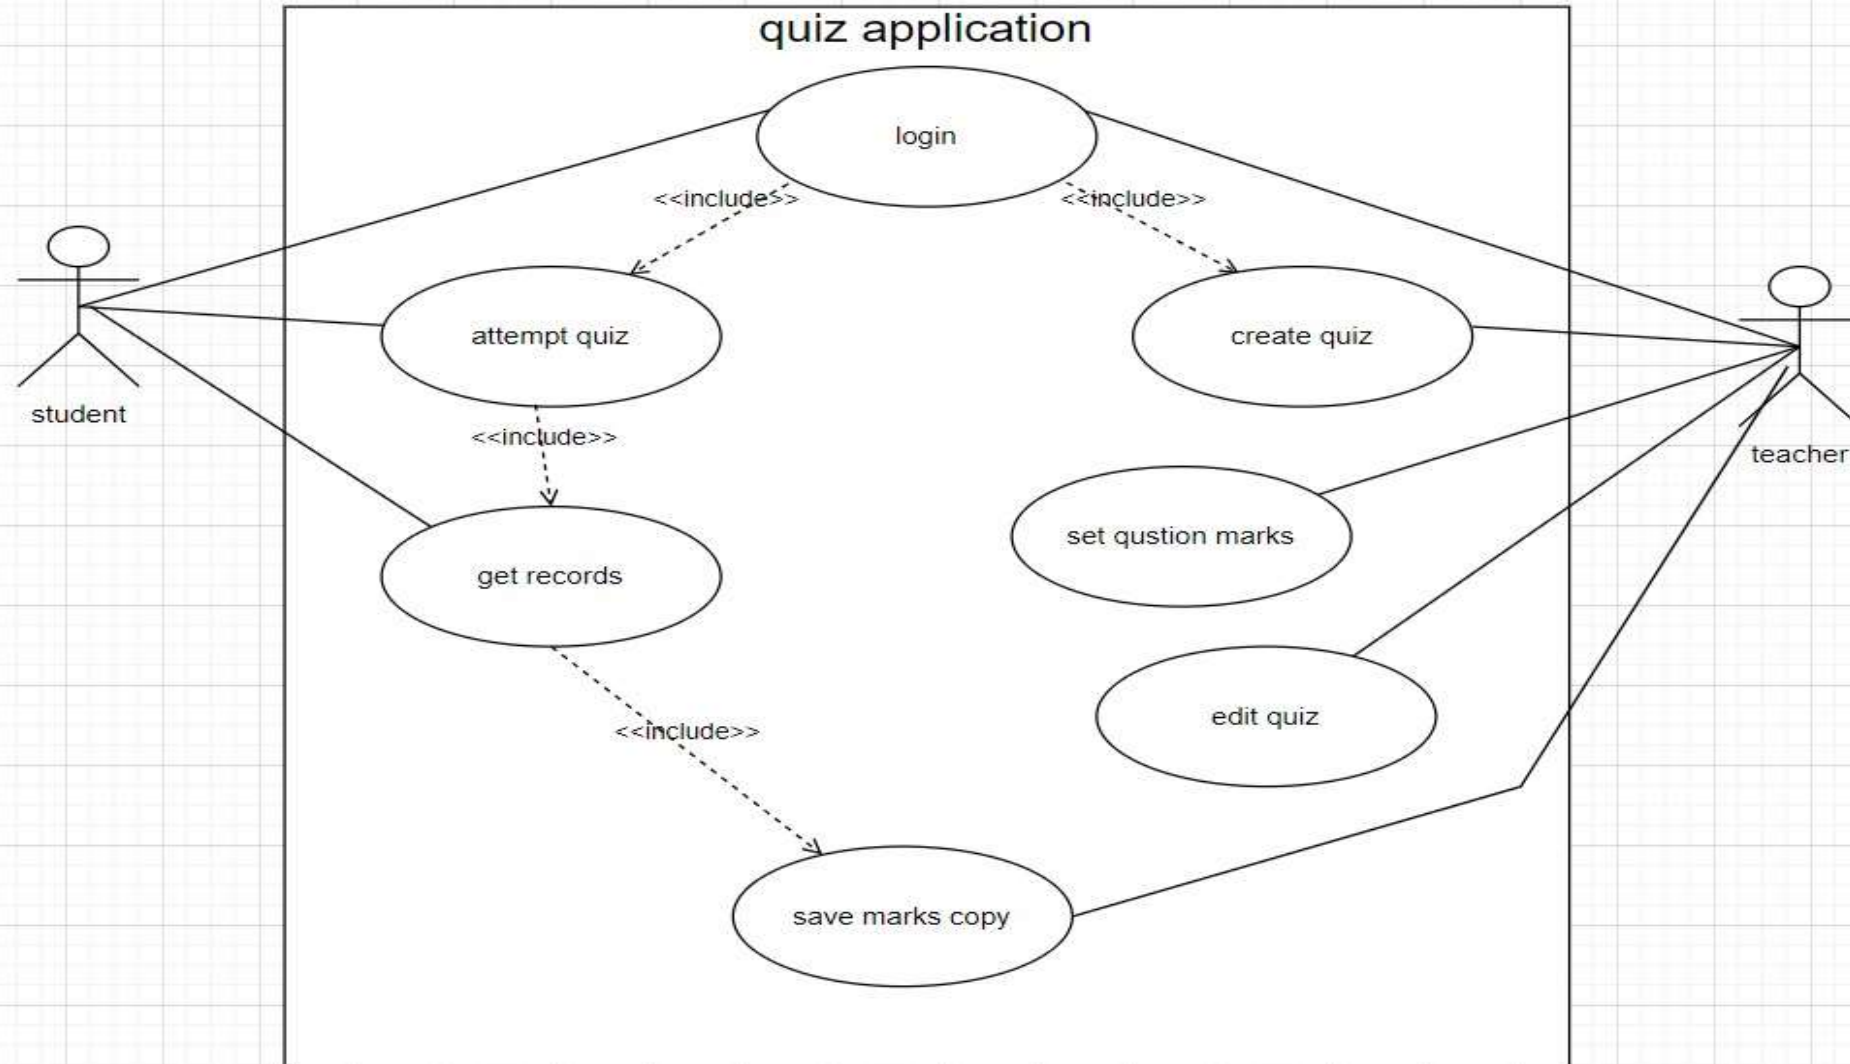 quiz application
login
<<include>>
<<include>>
attempt quiz
create quiz
student
<<include>>
teacher
set qustion marks
get records
edit quiz
<<include>>
save marks copy